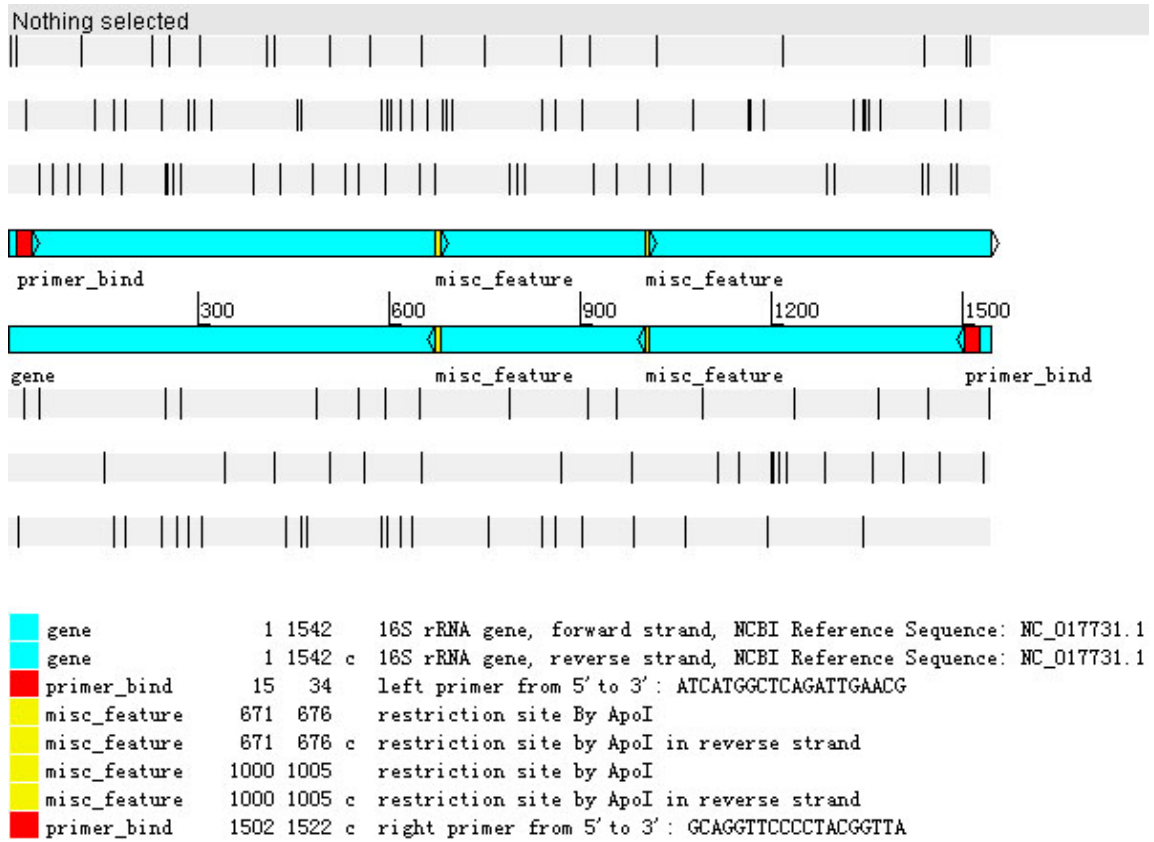 Nothing selected
primer_bind misc_feature misc_feature
300 600 900 1200 1500
gene misc_feature misc_feature primer_bind
gene 1 1542 16S rRNA gene, forward strand, NCBI Reference Sequence: NC_017731.1
gene 1 1542 c 16S rRNA gene, reverse strand, NCBI Reference Sequence: NC_017731.1
primer_bind 15 34 left primer from 5' to 3': ATCATGGCTCAGATTGAACG
misc_feature 671 676 restriction site By ApoI
misc_feature 671 676 c restriction site by ApoI in reverse strand
misc_feature 1000 1005 restriction site by ApoI
misc_feature 1000 1005 c restriction site by ApoI in reverse strand
primer_bind 1502 1522 c right primer from 5' to 3': GCAGGTTCCCCTACGGTTA